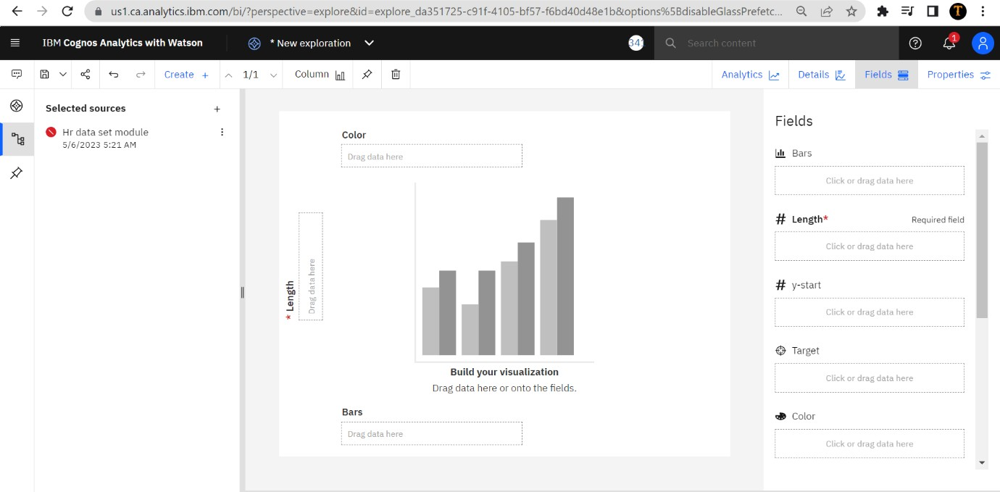 us1.ca.analytics.ibm.com/bi/?perspective=explore&id=explore_da351725-c91f-4105-bf57-f6bd40d48e1b&options%5BdisableGlassPrefetc...
T
IBM Cognos Analytics with Watson
* New exploration
341
Search content
1
Create +
1/1
Column
Analytics
Details
Fields
Properties
Selected sources
+
Hr data set module
5/6/2023 5:21 AM
Color
Drag data here
* Length
Drag data here
Build your visualization
Drag data here or onto the fields.
Bars
Drag data here
Fields
Bars
Click or drag data here
# Length* Required field
Click or drag data here
# y-start
Click or drag data here
Target
Click or drag data here
Color
Click or drag data here